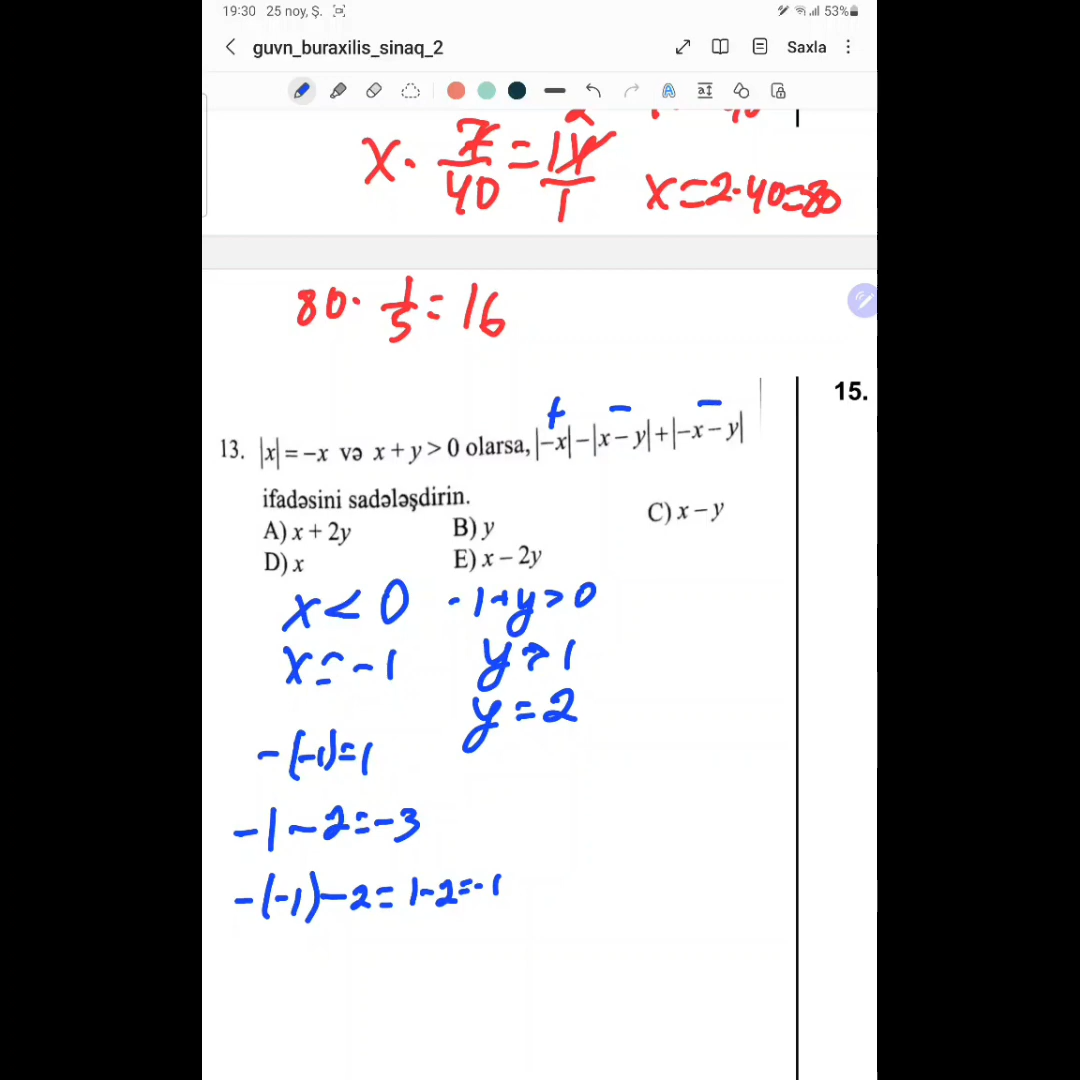 19:30 25 noy, Ş. 53%
guvn_buraxilis_sinaq_2 Saxla
x · 7/40 = 14/1 2
x=2·40=80
80 · 1/5 = 16
15.
+ − −
13. |x| = −x və x + y > 0 olarsa, |−x| − |x − y| + |−x − y|
ifadəsini sadələşdirin.
A) x + 2y B) y C) x − y
D) x E) x − 2y
x < 0 -1+y>0
x = -1 y > 1
y = 2
-(-1)=1
-1-2=-3
-(-1)-2=1-2=-1